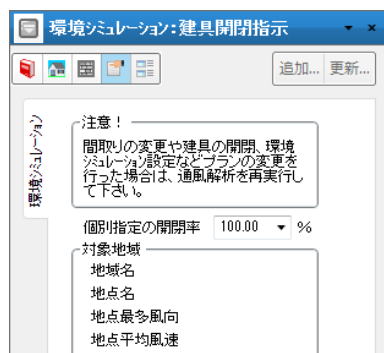 環境ｼﾐｭﾚｰｼｮﾝ：建具開閉指示
追加... 更新...
環境ｼﾐｭﾚｰｼｮﾝ
注意！
間取りの変更や建具の開閉、環境
ｼﾐｭﾚｰｼｮﾝ設定などプランの変更を
行った場合は、通風解析を再実行し
て下さい。
個別指定の開閉率 100.00 %
対象地域
地域名
地点名
地点最多風向
地点平均風速